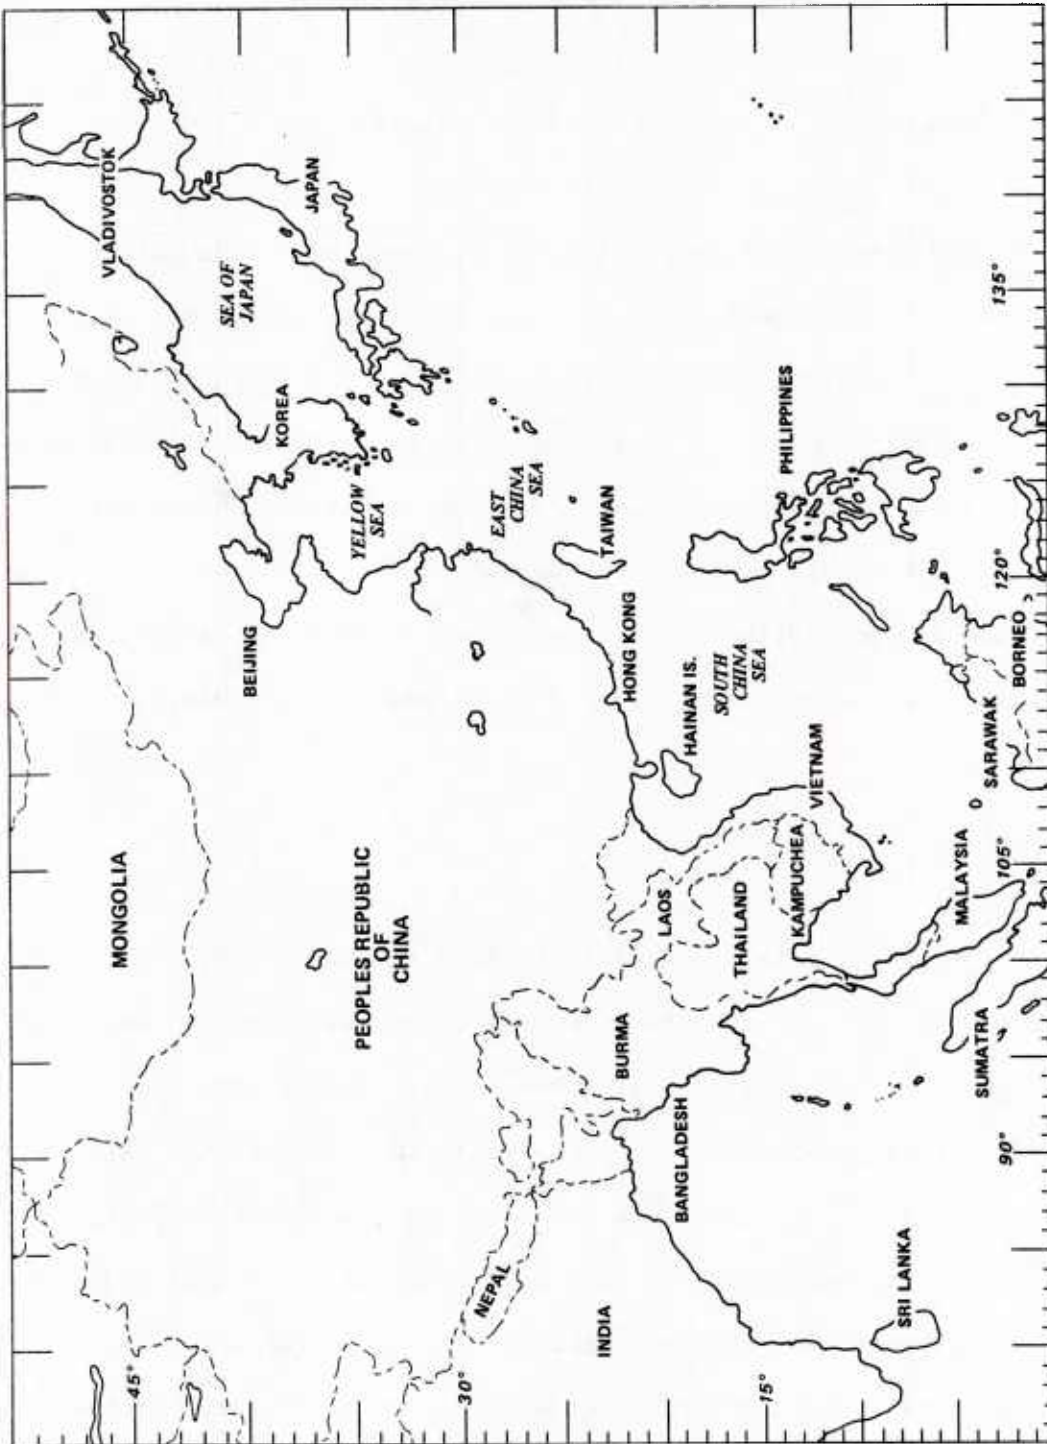 VLADIVOSTOK
JAPAN
SEA OF
JAPAN
MONGOLIA
BEIJING
KOREA
YELLOW
SEA
PEOPLES REPUBLIC
OF
CHINA
EAST
CHINA
SEA
TAIWAN
HONG KONG
HAINAN IS.
SOUTH
CHINA
SEA
PHILIPPINES
NEPAL
INDIA
BANGLADESH
BURMA
LAOS
THAILAND
KAMPUCHEA
VIETNAM
SRI LANKA
SUMATRA
MALAYSIA
SARAWAK
BORNEO
45°
30°
15°
90°
105°
120°
135°